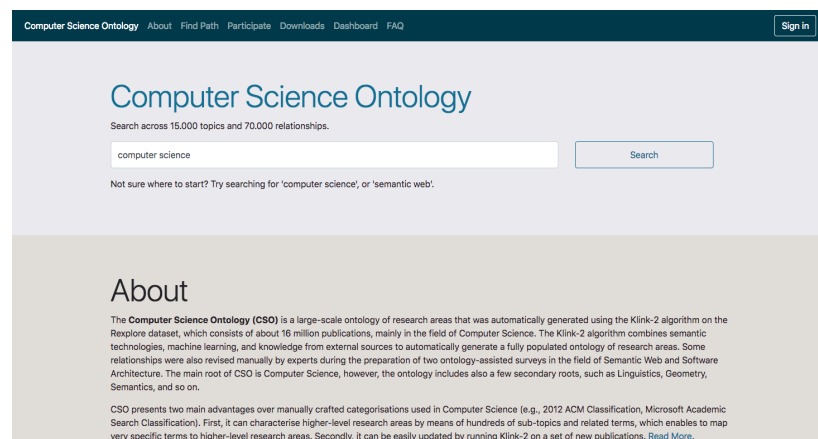 Computer Science Ontology About Find Path Participate Downloads Dashboard FAQ Sign in
Computer Science Ontology
Search across 15.000 topics and 70.000 relationships.
computer science Search
Not sure where to start? Try searching for 'computer science', or 'semantic web'.
About
The Computer Science Ontology (CSO) is a large-scale ontology of research areas that was automatically generated using the Klink-2 algorithm on the
Rexplore dataset, which consists of about 16 million publications, mainly in the field of Computer Science. The Klink-2 algorithm combines semantic
technologies, machine learning, and knowledge from external sources to automatically generate a fully populated ontology of research areas. Some
relationships were also revised manually by experts during the preparation of two ontology-assisted surveys in the field of Semantic Web and Software
Architecture. The main root of CSO is Computer Science, however, the ontology includes also a few secondary roots, such as Linguistics, Geometry,
Semantics, and so on.
CSO presents two main advantages over manually crafted categorisations used in Computer Science (e.g., 2012 ACM Classification, Microsoft Academic
Search Classification). First, it can characterise higher-level research areas by means of hundreds of sub-topics and related terms, which enables to map
very specific terms to higher-level research areas. Secondly, it can be easily updated by running Klink-2 on a set of new publications. Read More.